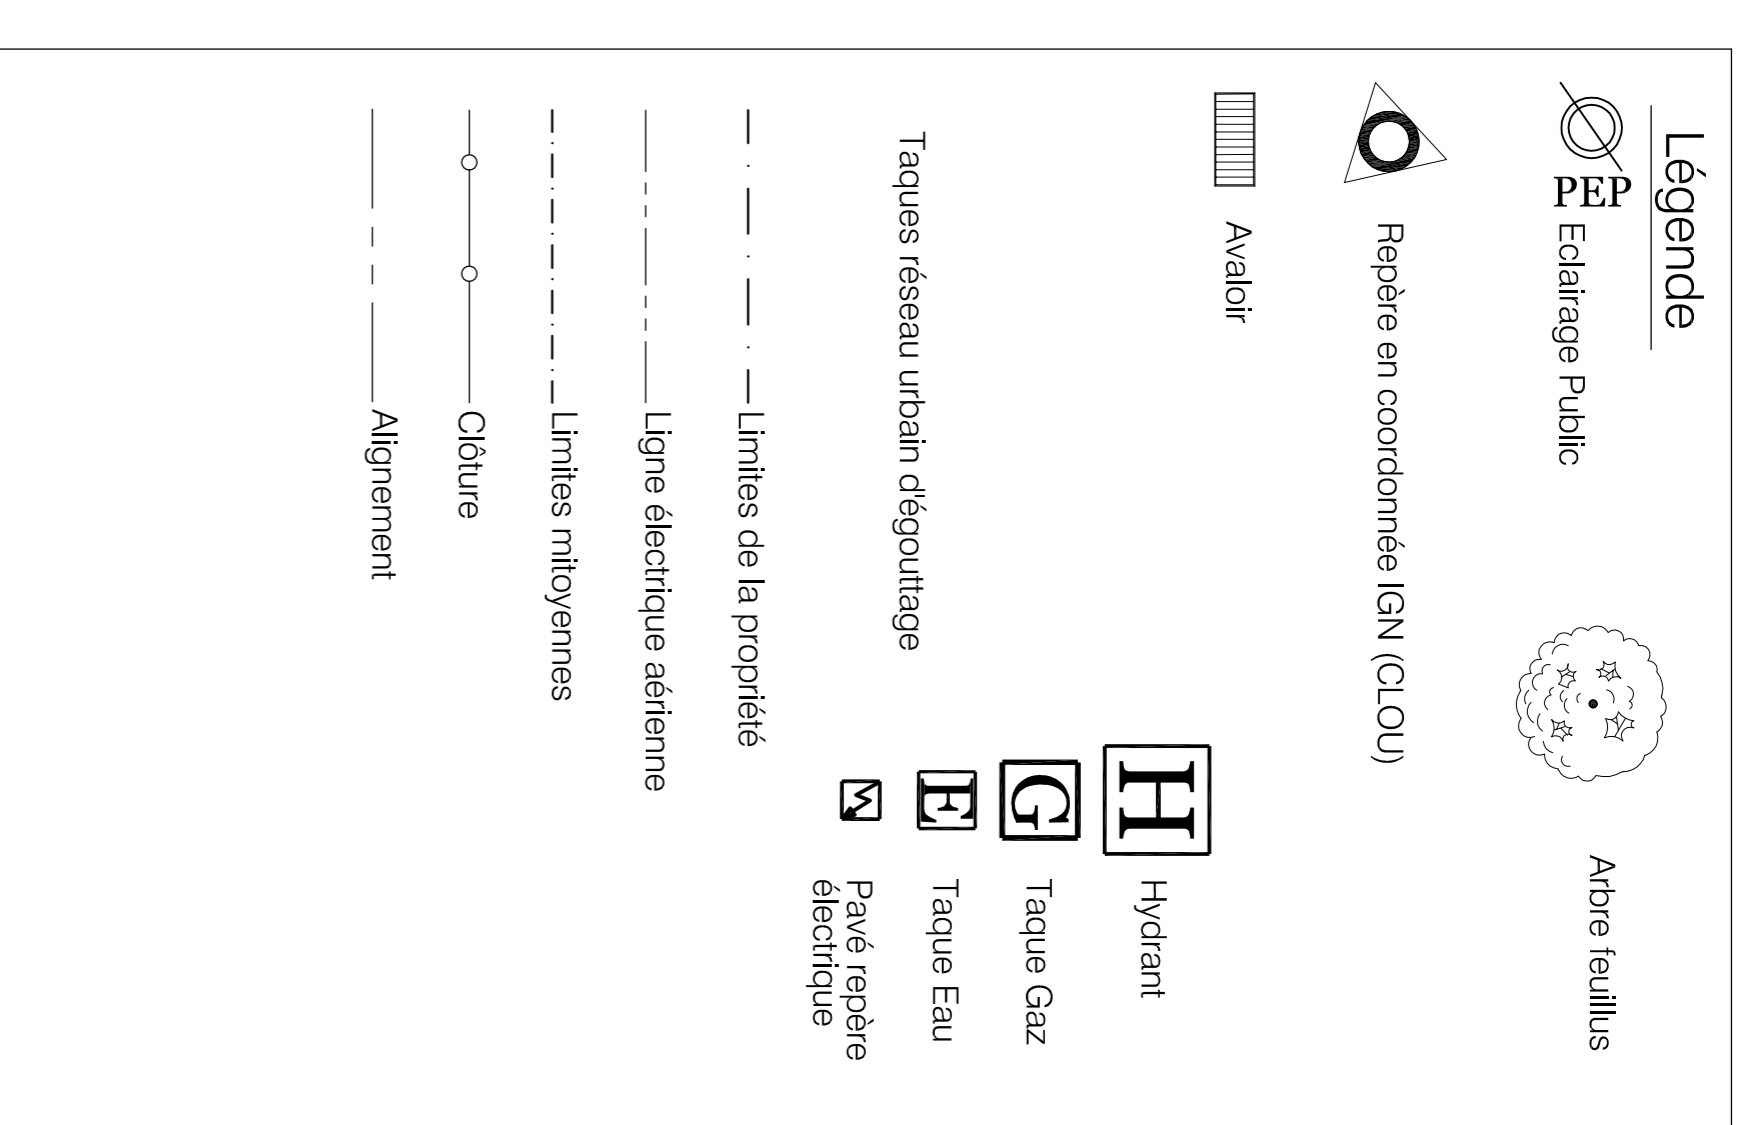 Légende
PEP
Eclairage Public
Arbre feuillus
Repère en coordonnée IGN (CLOU)
Avaloir
H
Hydrant
G
Taque Gaz
E
Taque Eau
Taques réseau urbain d'égouttage
Pavé repère
électrique
Limites de la propriété
Ligne électrique aérienne
Limites mitoyennes
Clôture
Alignement